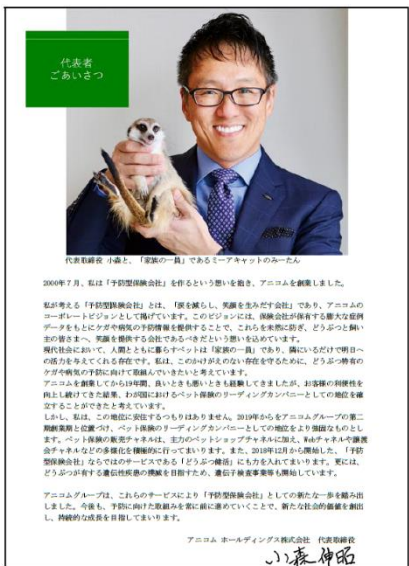 代表者
ごあいさつ
代表取締役 小森と、「家族の一員」であるミーアキャットのみーたん
2000年7月、私は「予防型保険会社」を作るという想いを抱き、アニコムを創業しました。
私が考える「予防型保険会社」とは、「涙を減らし、笑顔を生みだす会社」であり、アニコムの
コーポレートビジョンとして掲げています。このビジョンには、保険会社が保有する膨大な症例
データをもとにケガや病気の予防情報を提供することで、これらを未然に防ぎ、どうぶつと飼い
主の皆さまへ、笑顔を提供する会社であるべきだという想いを込めています。
現代社会において、人間とともに暮らすペットは「家族の一員」であり、隣にいるだけで明日へ
の活力を与えてくれる存在です。私は、このかけがえのない存在を守るために、どうぶつ特有の
ケガや病気の予防に向けて取組んでいきたいと考えています。
アニコムを創業してから19年間、良いときも悪いときも経験してきましたが、お客様の利便性を
向上し続けてきた結果、わが国におけるペット保険のリーディングカンパニーとしての地位を確
立することができたと考えています。
しかし、私は、この地位に安住するつもりはありません。2019年からをアニコムグループの第二
期創業期と位置づけ、ペット保険のリーディングカンパニーとしての地位をより強固なものとし
ます。ペット保険の販売チャネルは、主力のペットショップチャネルに加え、Webチャネルや譲渡
会チャネルなどの多様化を積極的に行ってまいります。また、2018年12月から開始した、「予防
型保険会社」ならではのサービスである「どうぶつ健活」にも力を入れてまいります。更には、
どうぶつが有する遺伝性疾患の撲滅を目指すため、遺伝子検査事業等も開始しています。
アニコムグループは、これらのサービスにより「予防型保険会社」としての新たな一歩を踏み出
しました。今後も、予防に向けた取組みを常に前に進めていくことで、新たな社会的価値を創出
し、持続的な成長を目指してまいります。
アニコム ホールディングス株式会社 代表取締役
小森伸昭